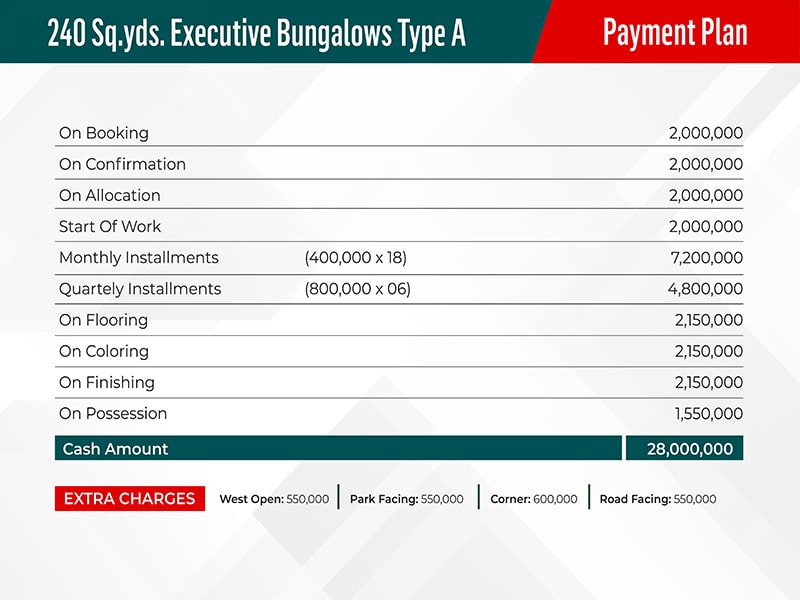 240 Sq.yds. Executive Bungalows Type A Payment Plan
On Booking 2,000,000
On Confirmation 2,000,000
On Allocation 2,000,000
Start Of Work 2,000,000
Monthly Installments (400,000 x 18) 7,200,000
Quartely Installments (800,000 x 06) 4,800,000
On Flooring 2,150,000
On Coloring 2,150,000
On Finishing 2,150,000
On Possession 1,550,000
Cash Amount 28,000,000
EXTRA CHARGES West Open: 550,000 Park Facing: 550,000 Corner: 600,000 Road Facing: 550,000